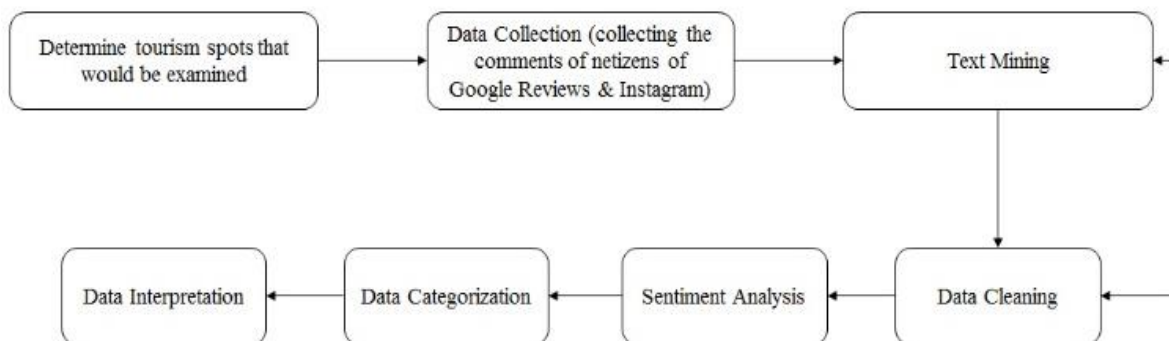 Determine tourism spots that
would be examined
Data Collection (collecting the
comments of netizens of
Google Reviews & Instagram)
Text Mining
Data Interpretation
Data Categorization
Sentiment Analysis
Data Cleaning